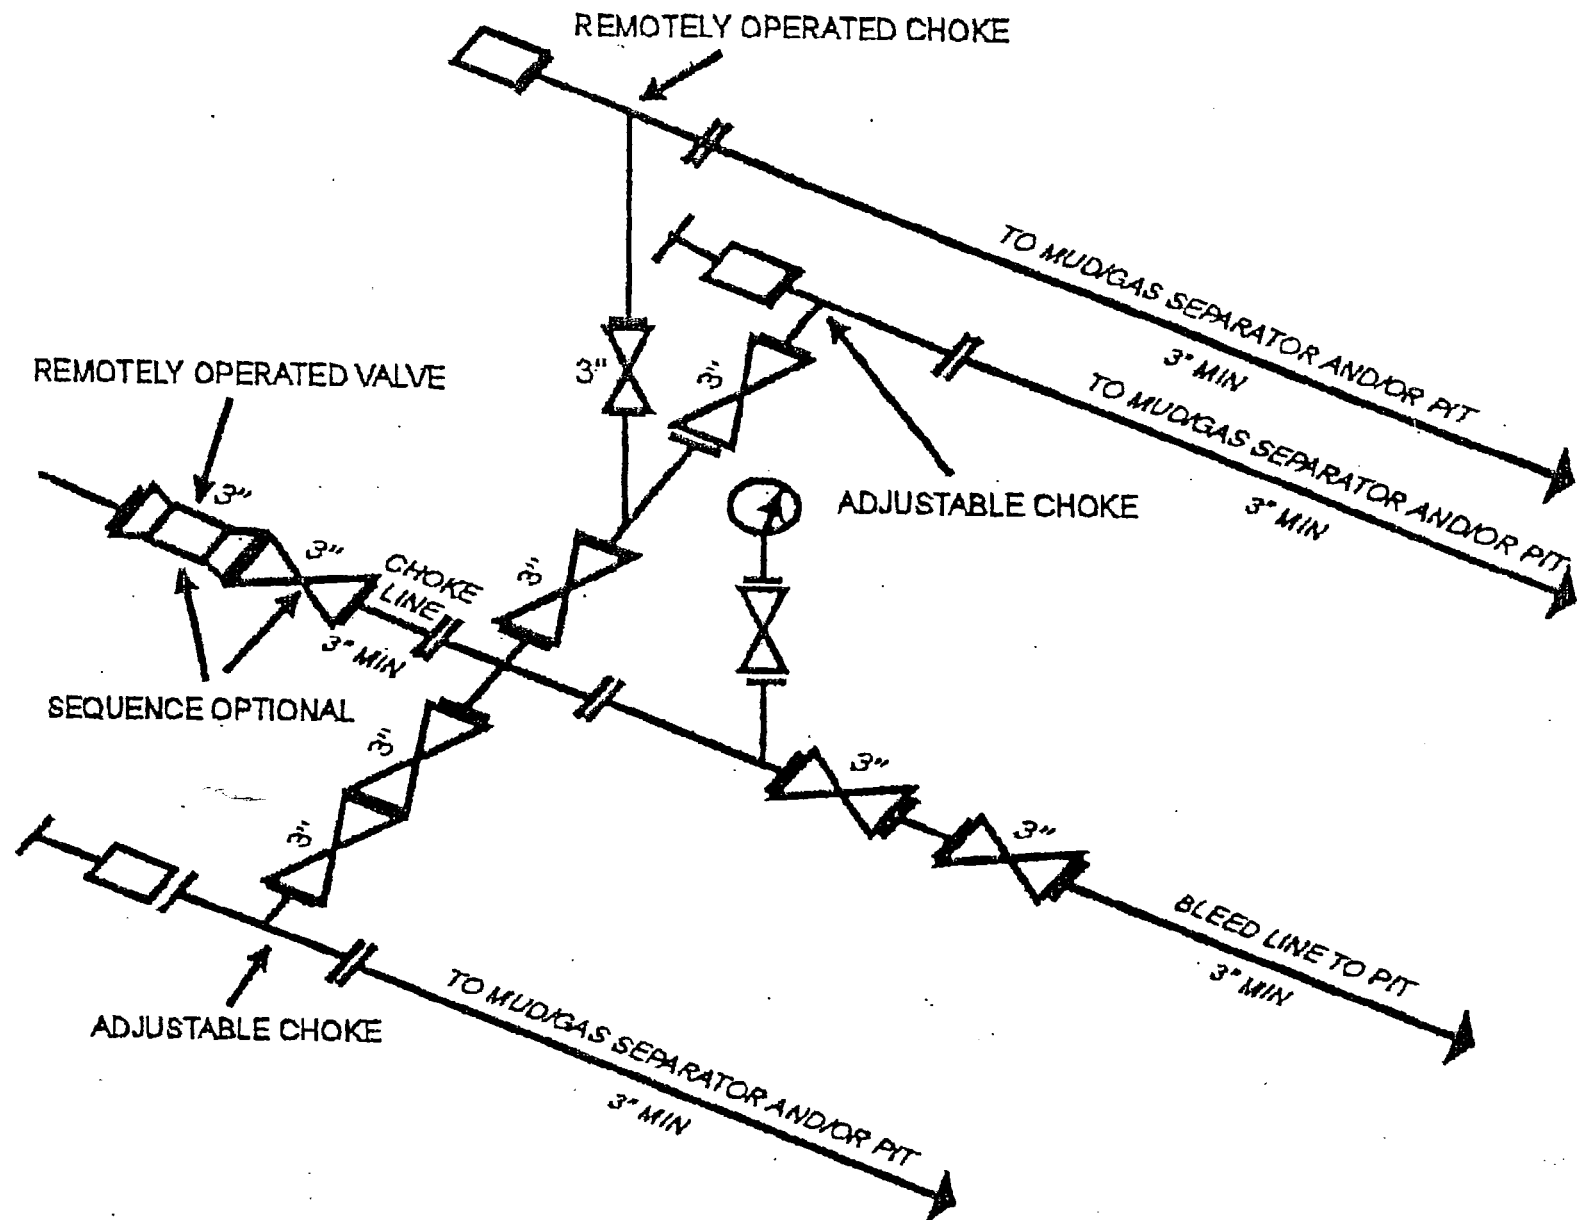 REMOTELY OPERATED CHOKE
TO MUD/GAS SEPARATOR AND/OR PIT
3" MIN
3"
3"
TO MUD/GAS SEPARATOR AND/OR PIT
3" MIN
REMOTELY OPERATED VALVE
ADJUSTABLE CHOKE
3"
3"
3"
CHOKE
LINE
3" MIN
SEQUENCE OPTIONAL
3"
3"
3"
3"
BLEED LINE TO PIT
3" MIN
ADJUSTABLE CHOKE
TO MUD/GAS SEPARATOR AND/OR PIT
3" MIN